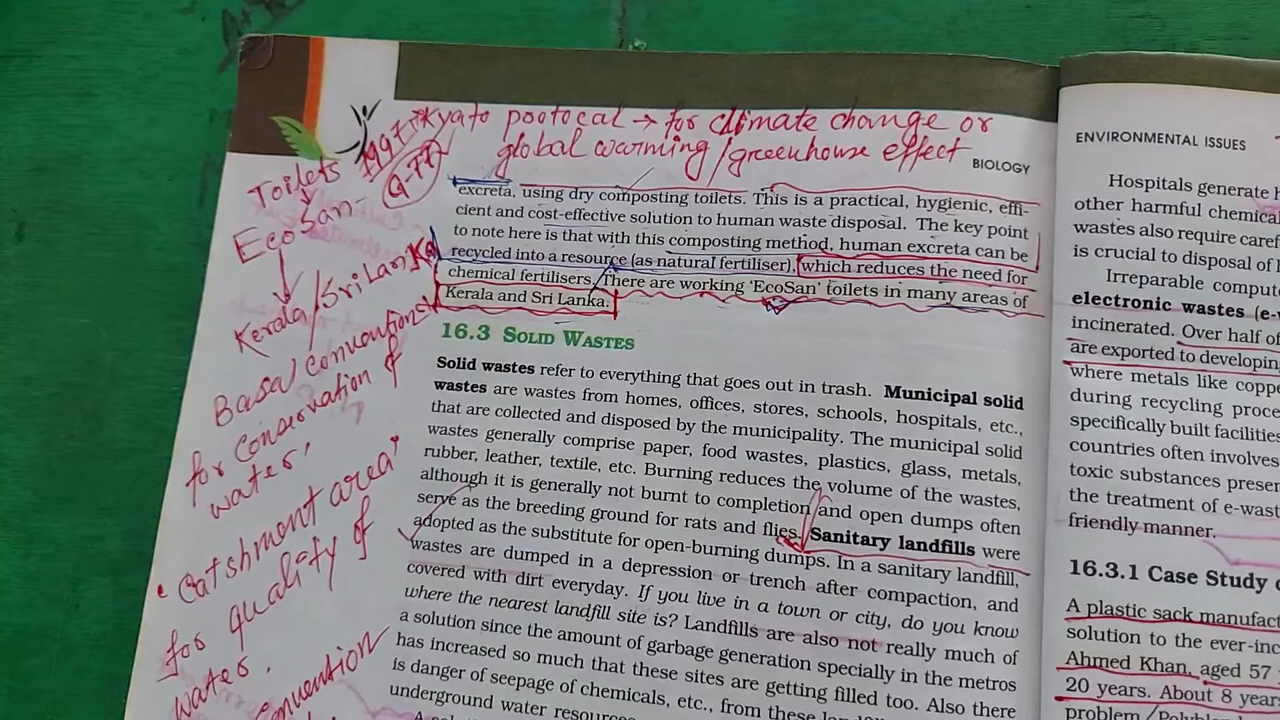 1997 kyato protocal → for climate change or
global warming/greenhouse effect
Toilets
EcoSan
Kerala/Sri Lanka
Basal convention
for Conservation of
water.
Catshment area
for quality of
water.
Convention
BIOLOGY
excreta, using dry composting toilets. This is a practical, hygienic, effi-
cient and cost-effective solution to human waste disposal. The key point
to note here is that with this composting method, human excreta can be
recycled into a resource (as natural fertiliser), which reduces the need for
chemical fertilisers. There are working 'EcoSan' toilets in many areas of
Kerala and Sri Lanka.
16.3 SOLID WASTES
Solid wastes refer to everything that goes out in trash. Municipal solid
wastes are wastes from homes, offices, stores, schools, hospitals, etc.,
that are collected and disposed by the municipality. The municipal solid
wastes generally comprise paper, food wastes, plastics, glass, metals,
rubber, leather, textile, etc. Burning reduces the volume of the wastes,
although it is generally not burnt to completion and open dumps often
serve as the breeding ground for rats and flies. Sanitary landfills were
adopted as the substitute for open-burning dumps. In a sanitary landfill,
wastes are dumped in a depression or trench after compaction, and
covered with dirt everyday. If you live in a town or city, do you know
where the nearest landfill site is? Landfills are also not really much of
a solution since the amount of garbage generation specially in the metros
has increased so much that these sites are getting filled too. Also there
is danger of seepage of chemicals, etc., from these
underground water resources.
ENVIRONMENTAL ISSUES
Hospitals generate
other harmful chemica
wastes also require caref
is crucial to disposal of
Irreparable compute
electronic wastes (e-w
incinerated. Over half of
are exported to developing
where metals like coppe
during recycling proce
specifically built facilities
countries often involves
toxic substances presen
the treatment of e-wast
friendly manner.
16.3.1 Case Study
A plastic sack manufact
solution to the ever-inc
Ahmed Khan, aged 57
20 years. About 8 years
problem